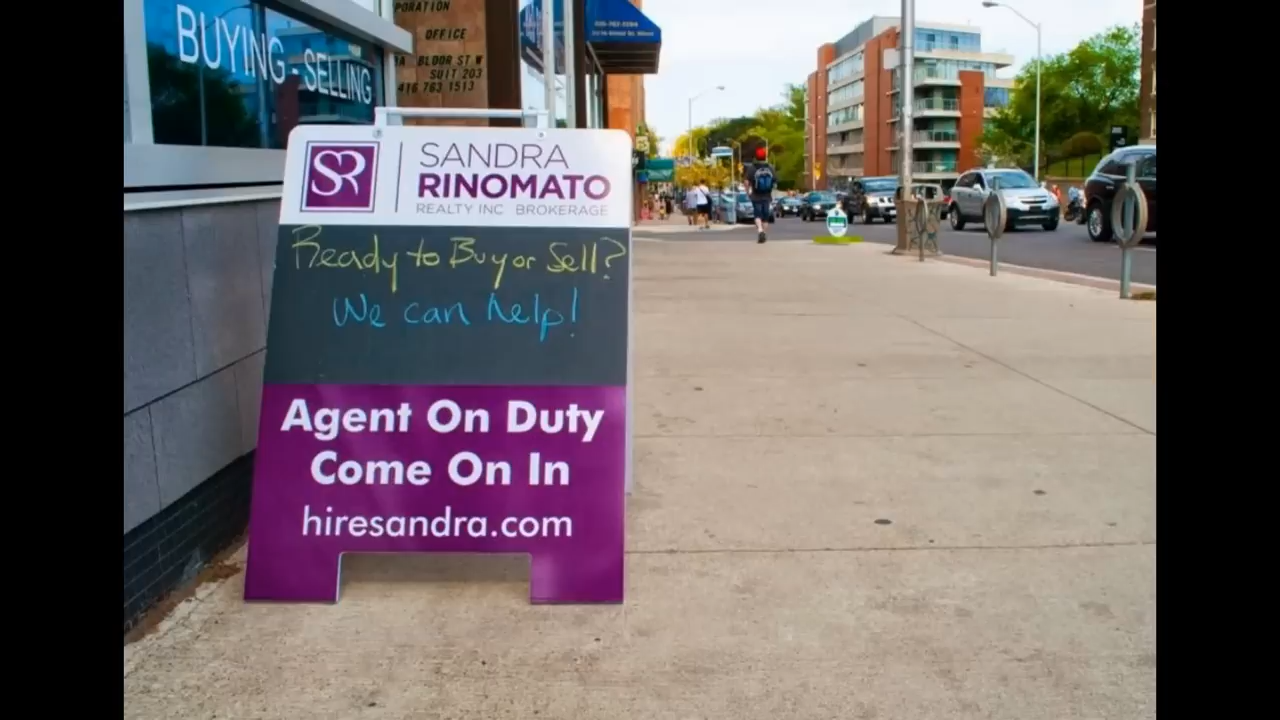 BUYING - SELLING
PORATION
OFFICE
BLOOR ST W
SUIT 203
416 763 1513
SR
SANDRA
RINOMATO
REALTY INC BROKERAGE
Ready to Buy or Sell?
We can help!
Agent On Duty
Come On In
hiresandra.com